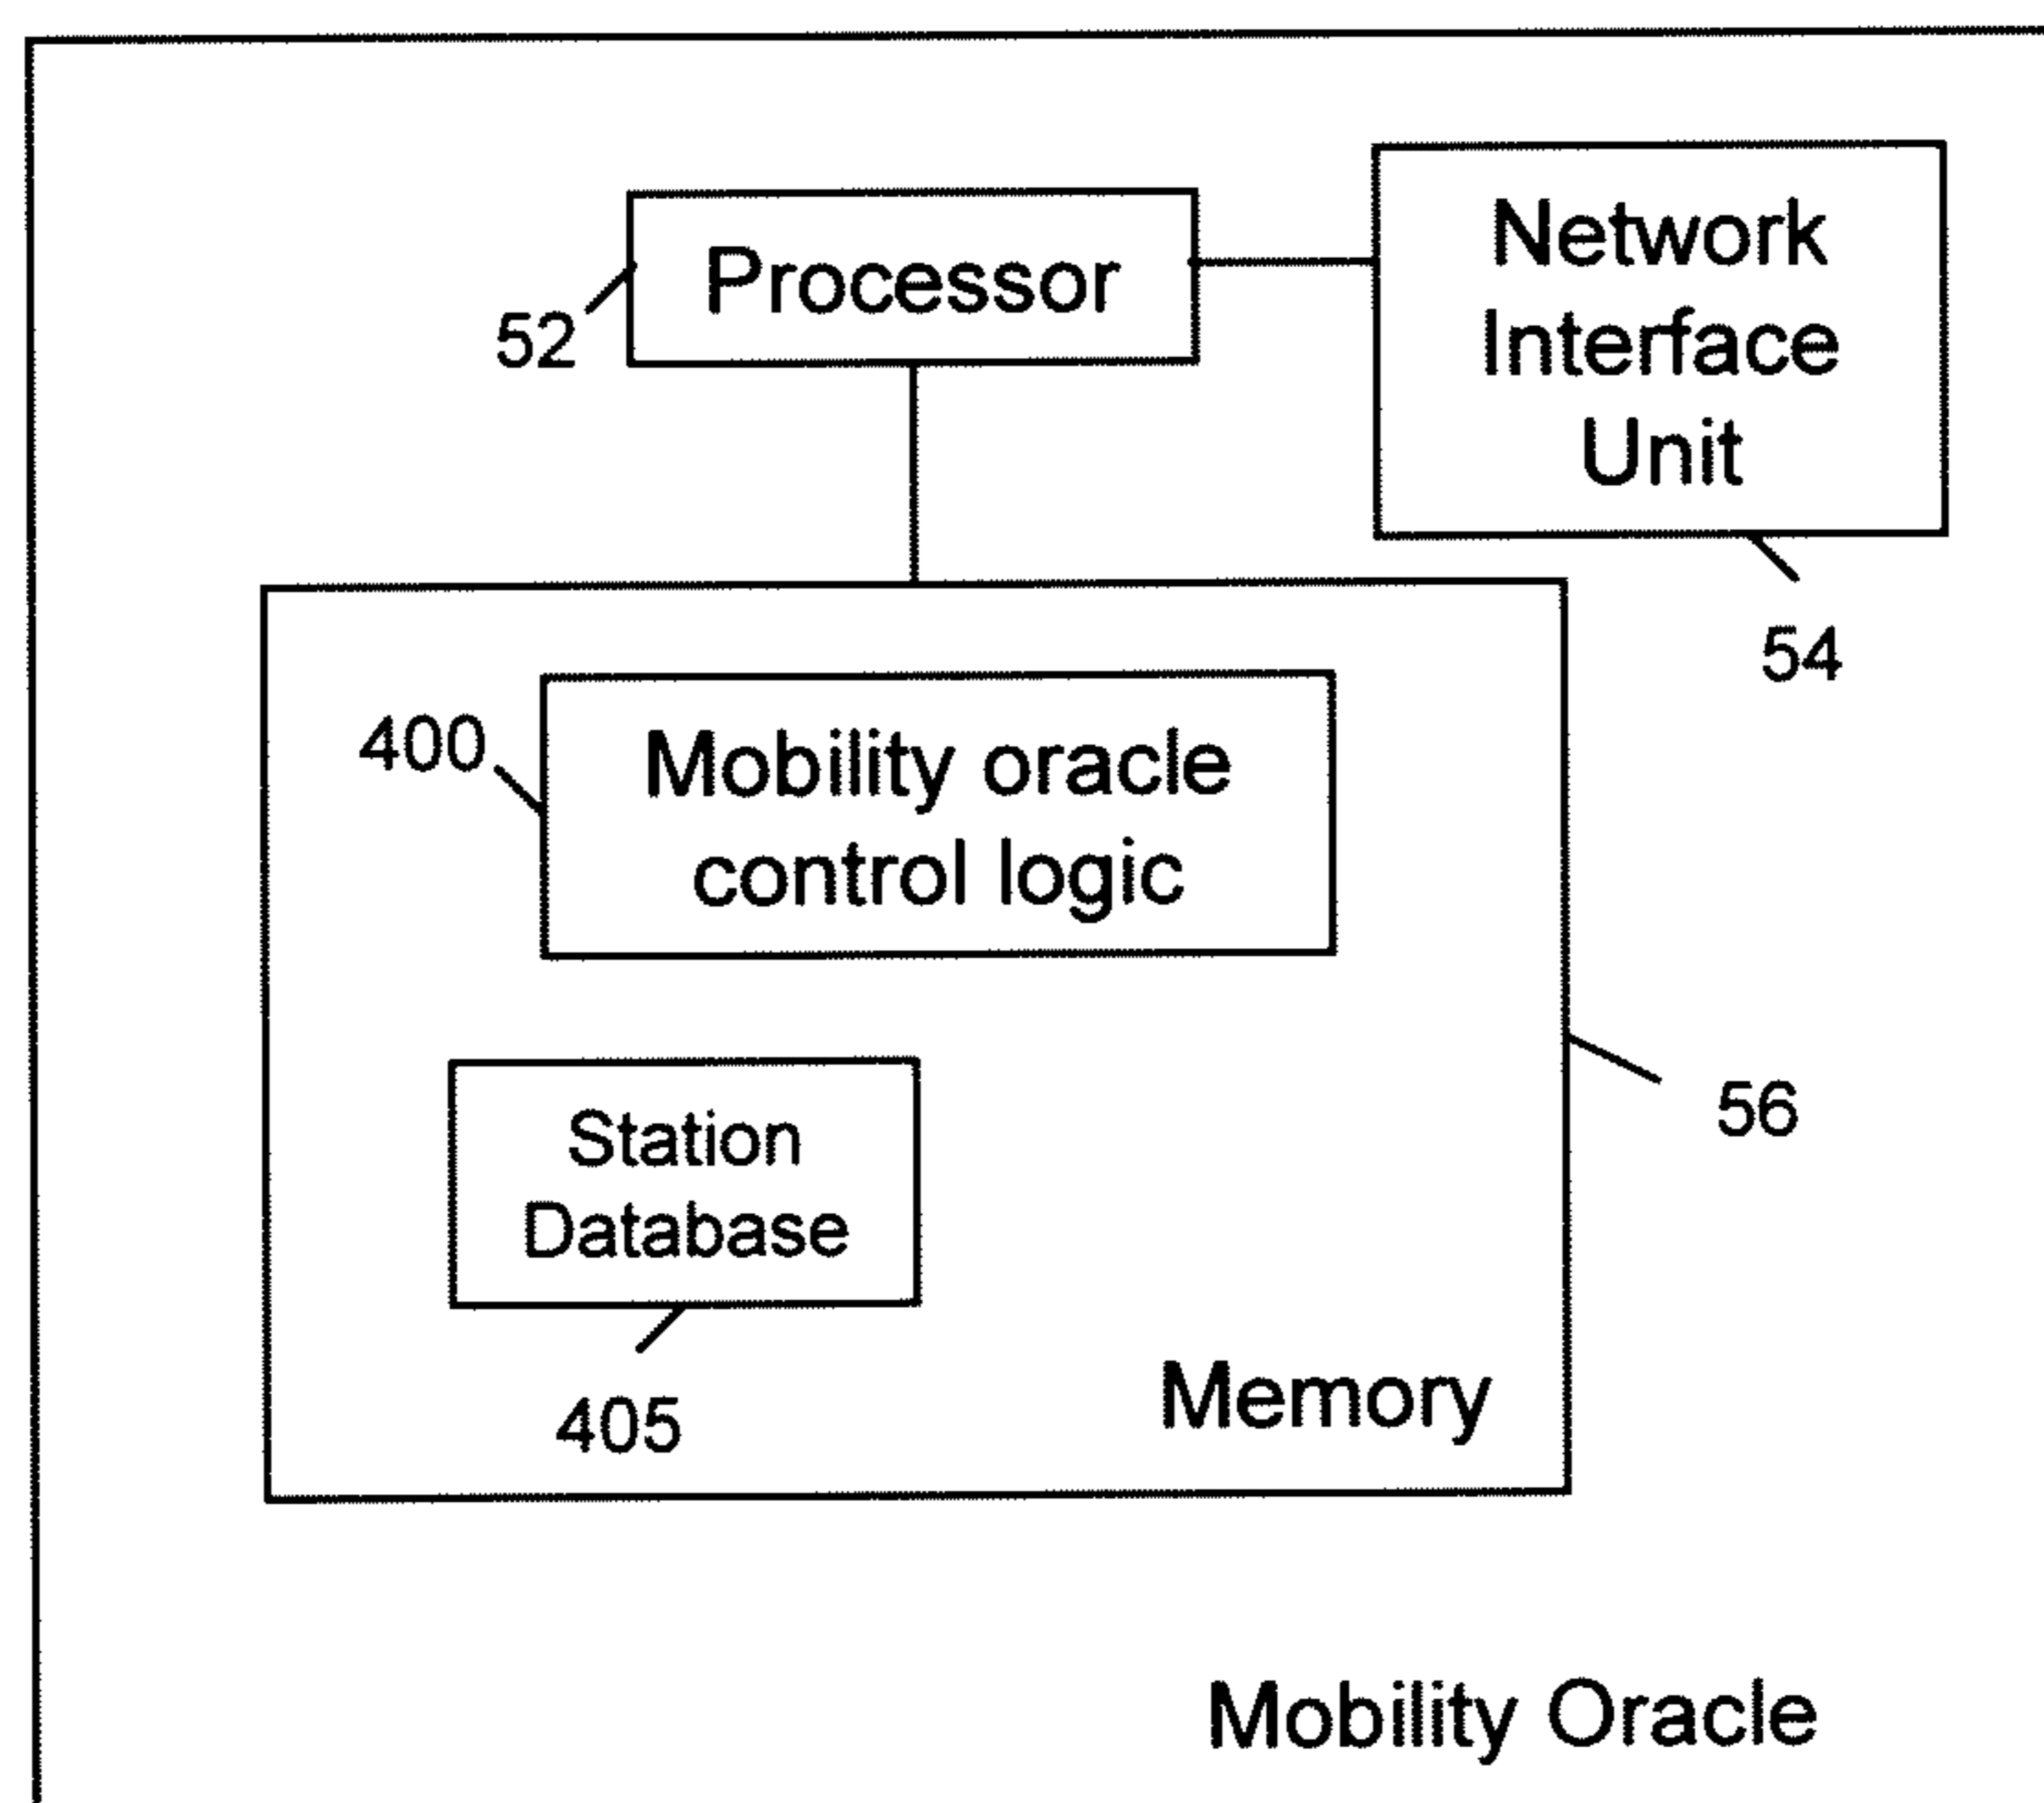 Processor
52
Network
Interface
Unit
54
400
Mobility oracle
control logic
56
Station
Database
405
Memory
Mobility Oracle